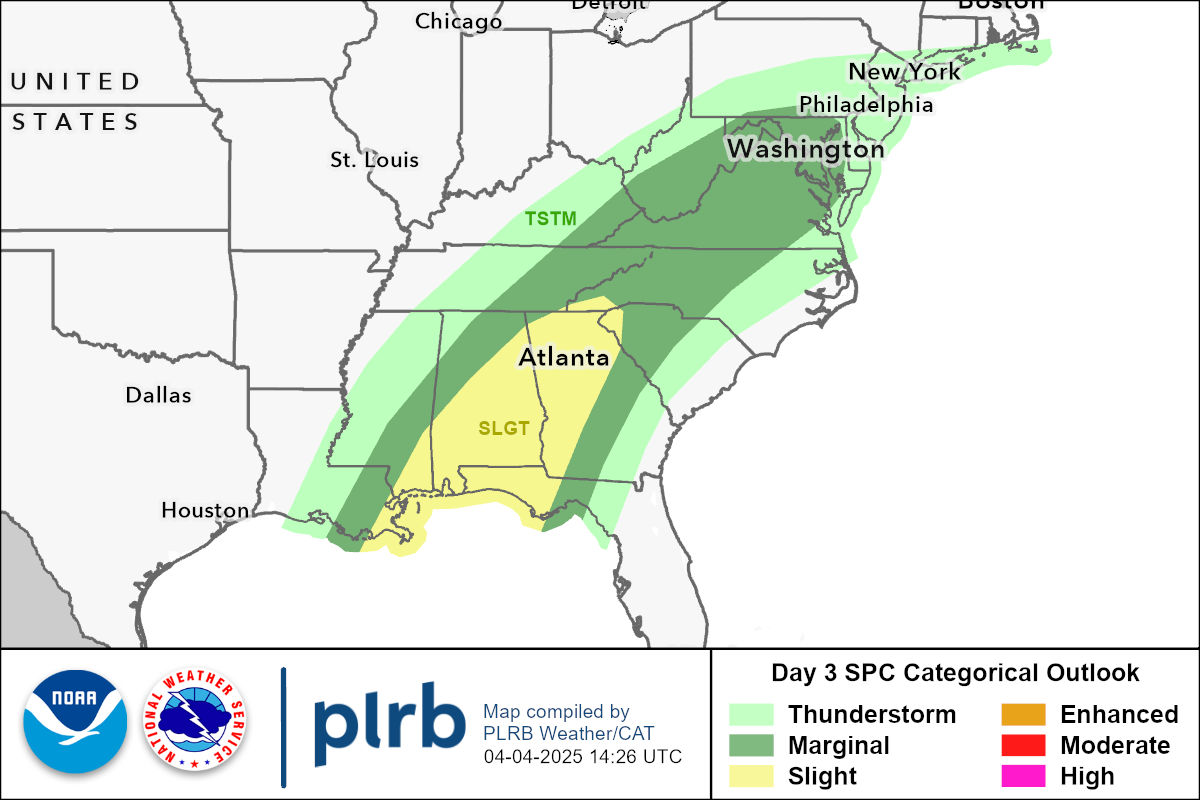 Detroit
Boston
Chicago
UNITED
STATES
New York
Philadelphia
Washington
St. Louis
TSTM
Atlanta
Dallas
SLGT
Houston
NOAA
NATIONAL WEATHER SERVICE
plrb
Map compiled by
PLRB Weather/CAT
04-04-2025 14:26 UTC
Day 3 SPC Categorical Outlook
Thunderstorm
Marginal
Slight
Enhanced
Moderate
High